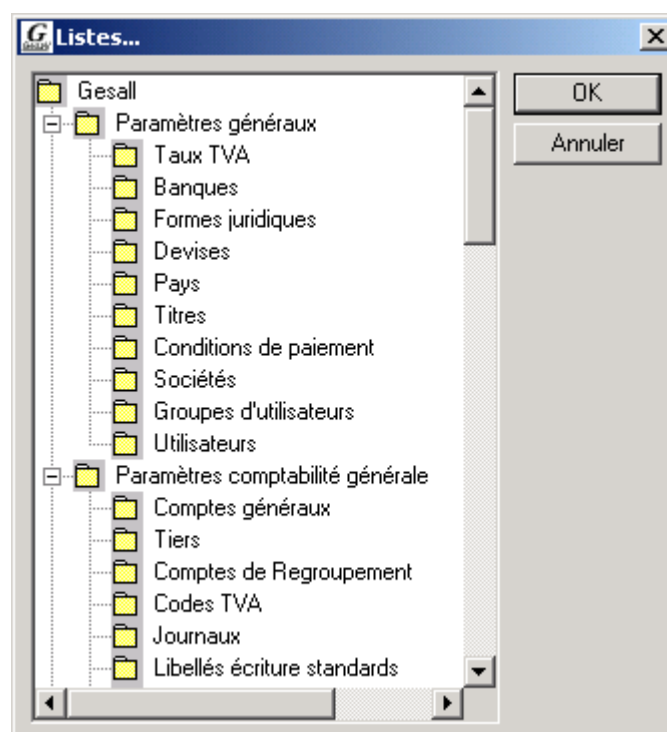 Listes...
Gesall
Paramètres généraux
Taux TVA
Banques
Formes juridiques
Devises
Pays
Titres
Conditions de paiement
Sociétés
Groupes d'utilisateurs
Utilisateurs
Paramètres comptabilité générale
Comptes généraux
Tiers
Comptes de Regroupement
Codes TVA
Journaux
Libellés écriture standards
OK
Annuler